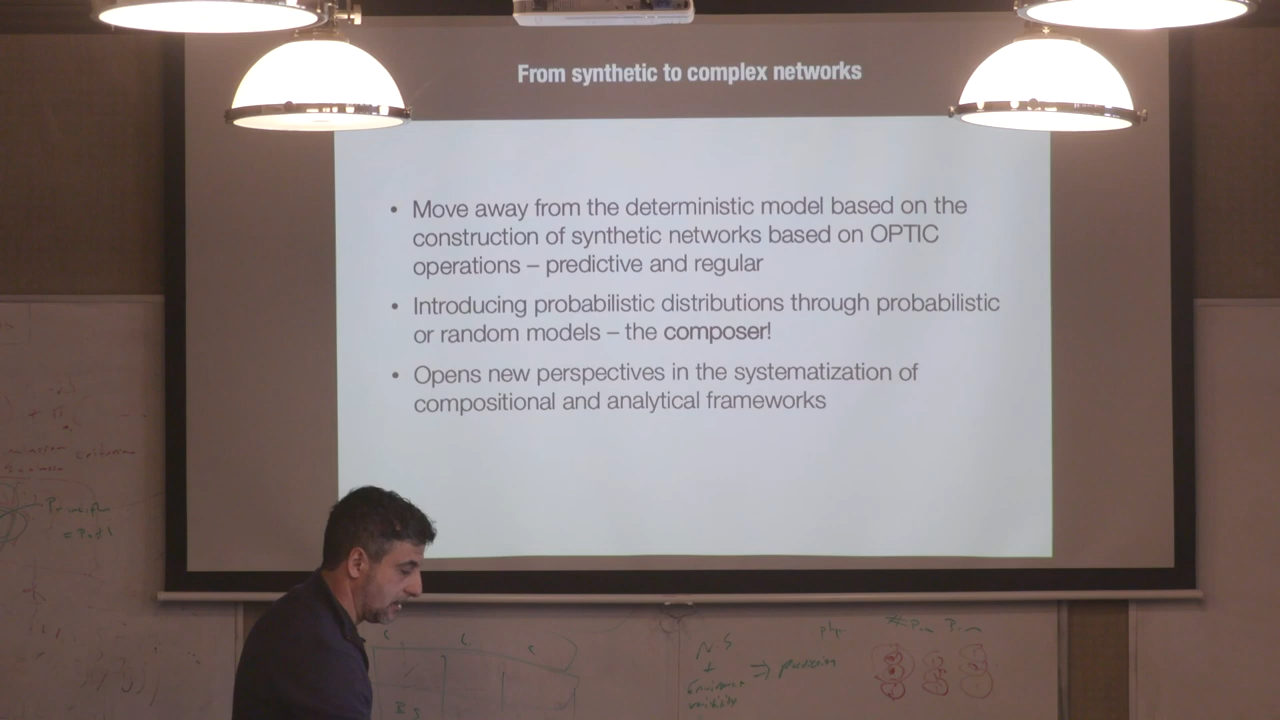 From synthetic to complex networks
• Move away from the deterministic model based on the
construction of synthetic networks based on OPTIC
operations – predictive and regular
• Introducing probabilistic distributions through probabilistic
or random models – the composer!
• Opens new perspectives in the systematization of
compositional and analytical frameworks
N.S
php